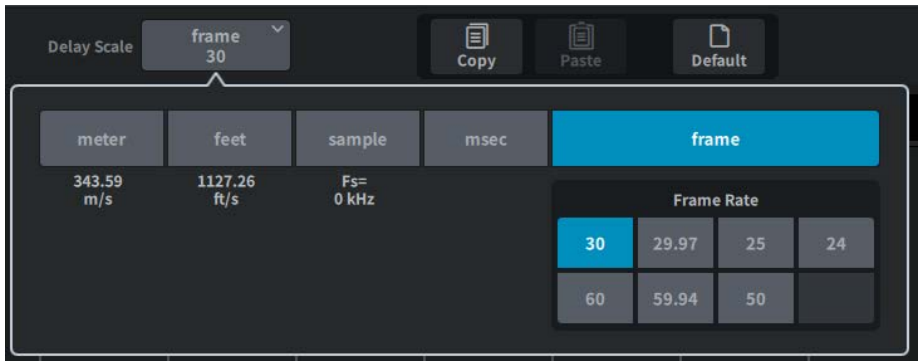 Delay Scale
frame
30
Copy
Paste
Default
meter
feet
sample
msec
frame
343.59
m/s
1127.26
ft/s
Fs=
0 kHz
Frame Rate
30
29.97
25
24
60
59.94
50